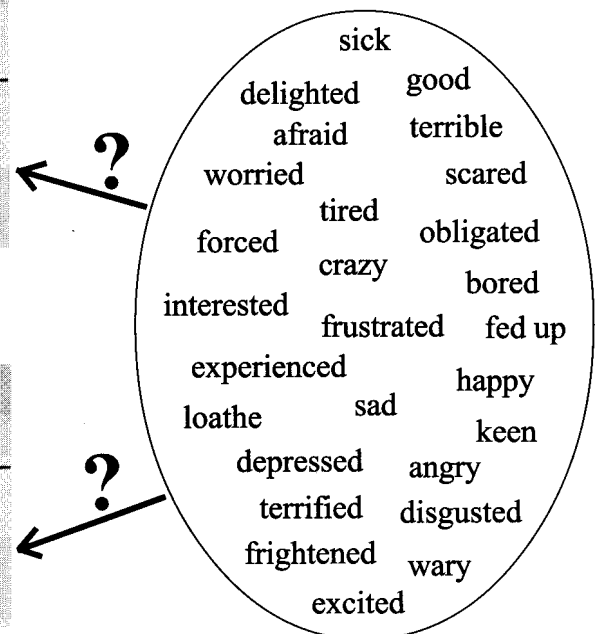 sick
delighted good
afraid terrible
?
worried scared
tired
forced obligated
crazy
interested bored
frustrated fed up
experienced happy
loathe sad
keen
?
depressed angry
terrified disgusted
frightened wary
excited